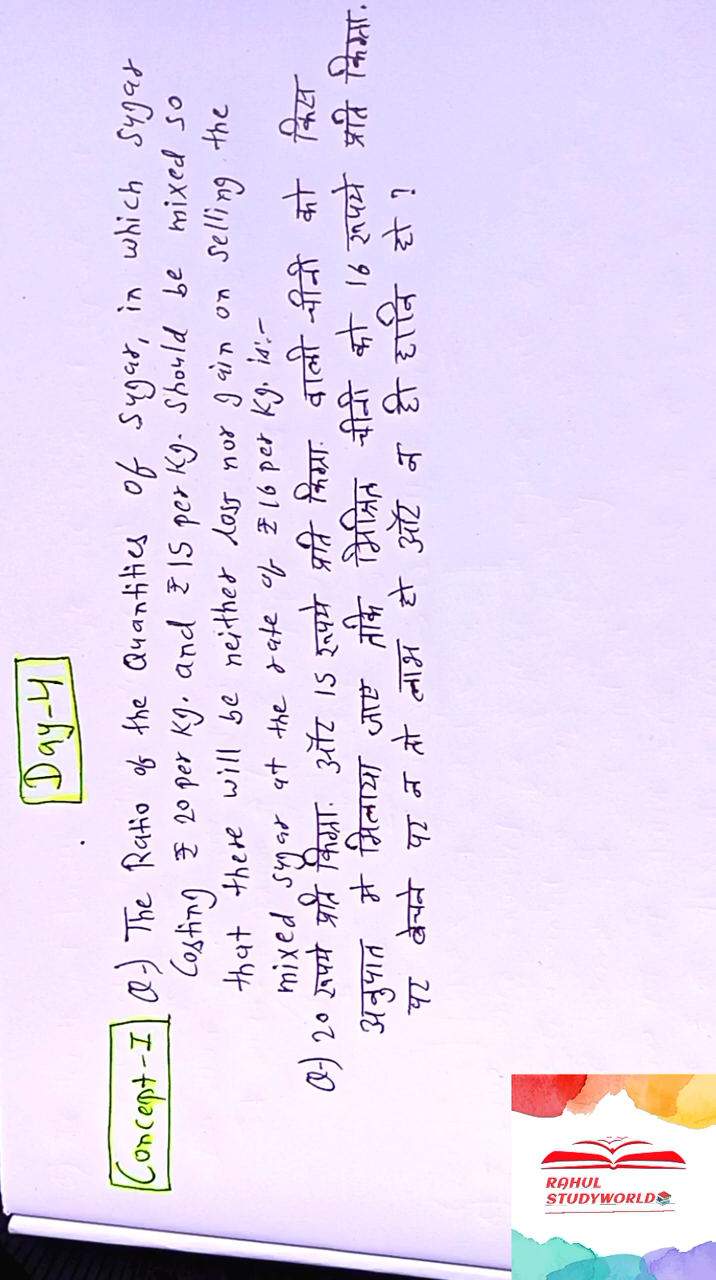 Day-4
Concept-I Q-) The Ratio of the Quantities of Sugar, in which Sugar
Costing ₹ 20 per Kg. and ₹ 15 per Kg. Should be mixed so
that there will be neither loss nor gain on selling the
mixed sugar at the rate of ₹ 16 per Kg. is:-
Q-) 20 रूपये प्रति किग्रा. और 15 रूपये प्रति किग्रा. वाली चीनी को किस
अनुपात में मिलाया जाए ताकि मिश्रित चीनी को 16 रूपये प्रति किग्रा.
पर बेचने पर न तो लाभ हो और न ही हानि हो ?
RAHUL
STUDYWORLD